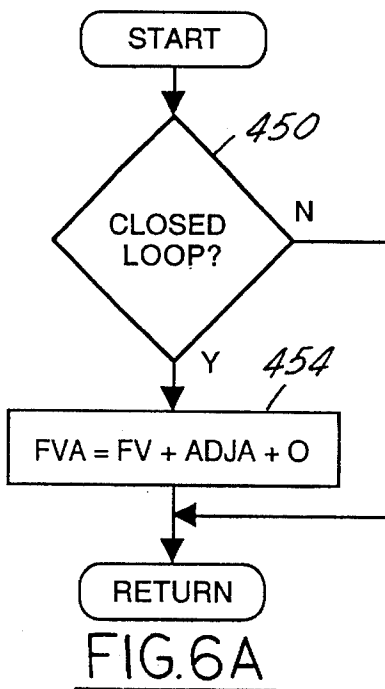 START
450
CLOSED
LOOP?
N
Y
454
FVA = FV + ADJA + O
RETURN
FIG.6A